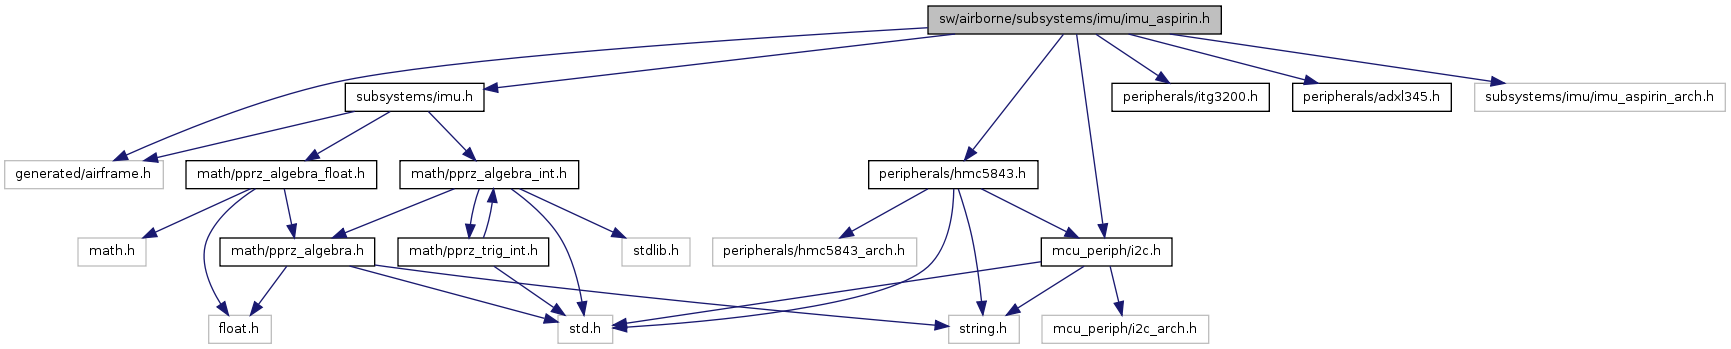 sw/airborne/subsystems/imu/imu_aspirin.h
subsystems/imu.h
peripherals/itg3200.h
peripherals/adxl345.h
subsystems/imu/imu_aspirin_arch.h
generated/airframe.h
math/pprz_algebra_float.h
math/pprz_algebra_int.h
peripherals/hmc5843.h
math.h
math/pprz_algebra.h
math/pprz_trig_int.h
stdlib.h
peripherals/hmc5843_arch.h
mcu_periph/i2c.h
float.h
std.h
string.h
mcu_periph/i2c_arch.h